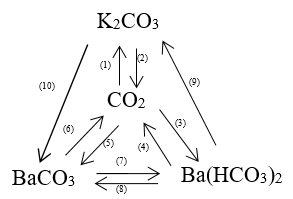 K2CO3
(10) (1) (2) (9)
CO2
(6) (5) (4) (3)
(7)
BaCO3 Ba(HCO3)2
(8)